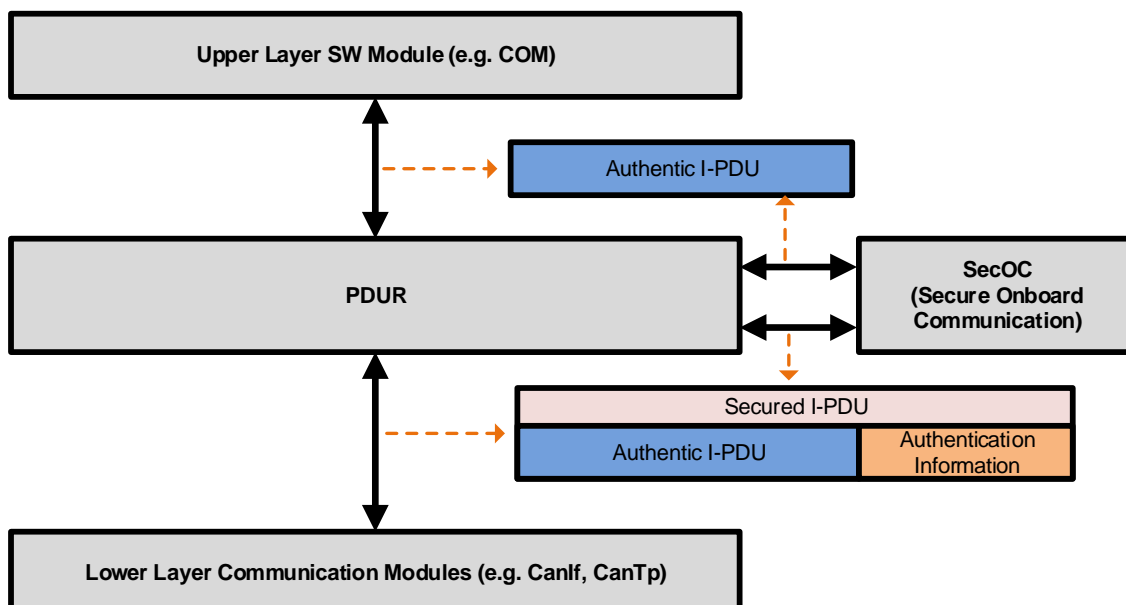 Upper Layer SW Module (e.g. COM)
Authentic I-PDU
PDUR
SecOC
(Secure Onboard
Communication)
Secured I-PDU
Authentic I-PDU
Authentication
Information
Lower Layer Communication Modules (e.g. CanIf, CanTp)